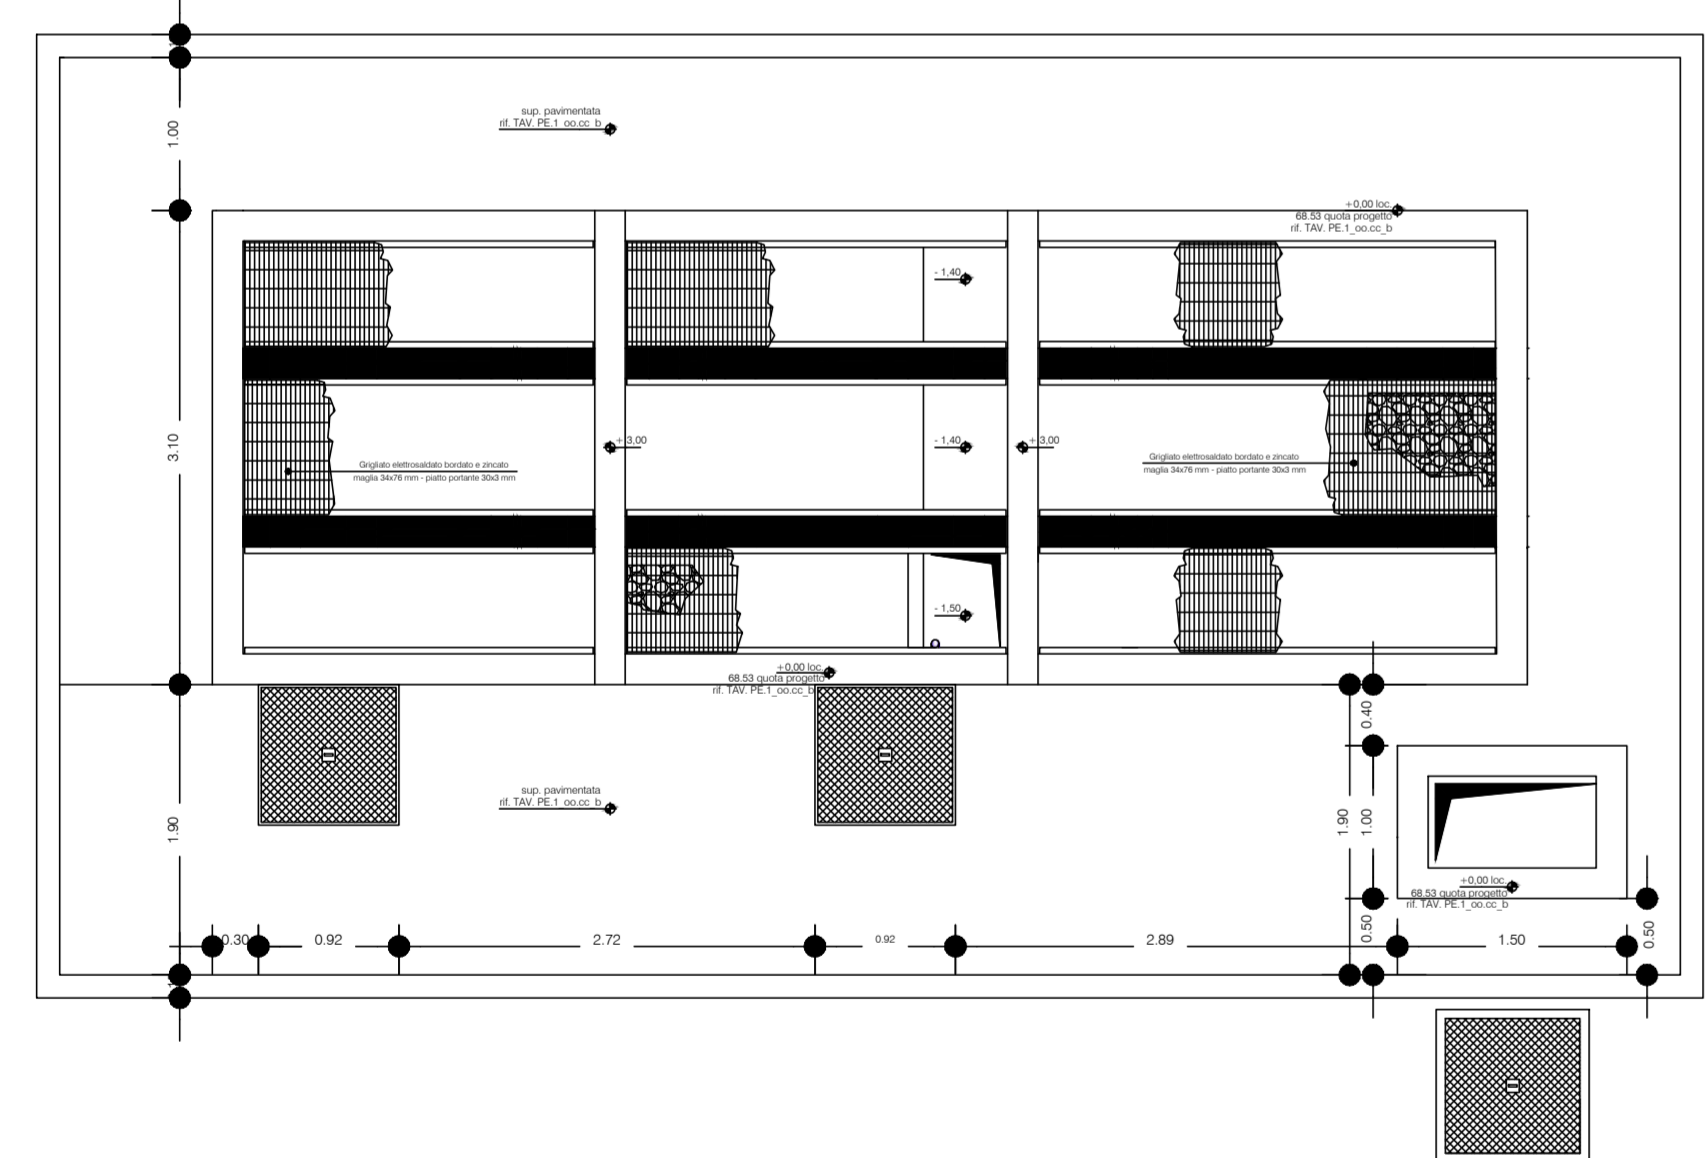 sup. pavimentata
rif. TAV. PE.1_oo.cc_b
1.00
+0,00 loc.
68.53 quota progetto
rif. TAV. PE.1_oo.cc_b
- 1,40
3.10
+ 3,00
- 1,40
+ 3,00
Grigliato elettrosaldato bordato e zincato
maglia 34x76 mm - piatto portante 30x3 mm
Grigliato elettrosaldato bordato e zincato
maglia 34x76 mm - piatto portante 30x3 mm
- 1,50
+0,00 loc.
68.53 quota progetto
rif. TAV. PE.1_oo.cc_b
0.40
sup. pavimentata
rif. TAV. PE.1_oo.cc_b
1.90
1.90
1.00
+0,00 loc.
68.53 quota progetto
rif. TAV. PE.1_oo.cc_b
0.30
0.92
2.72
0.92
2.89
0.50
1.50
0.50